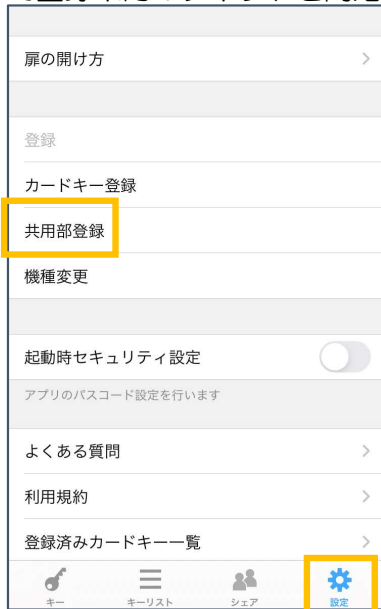 扉の開け方
登録
カードキー登録
共用部登録
機種変更
起動時セキュリティ設定
アプリのパスコード設定を行います
よくある質問
利用規約
登録済みカードキー一覧
キー キーリスト シェア 設定